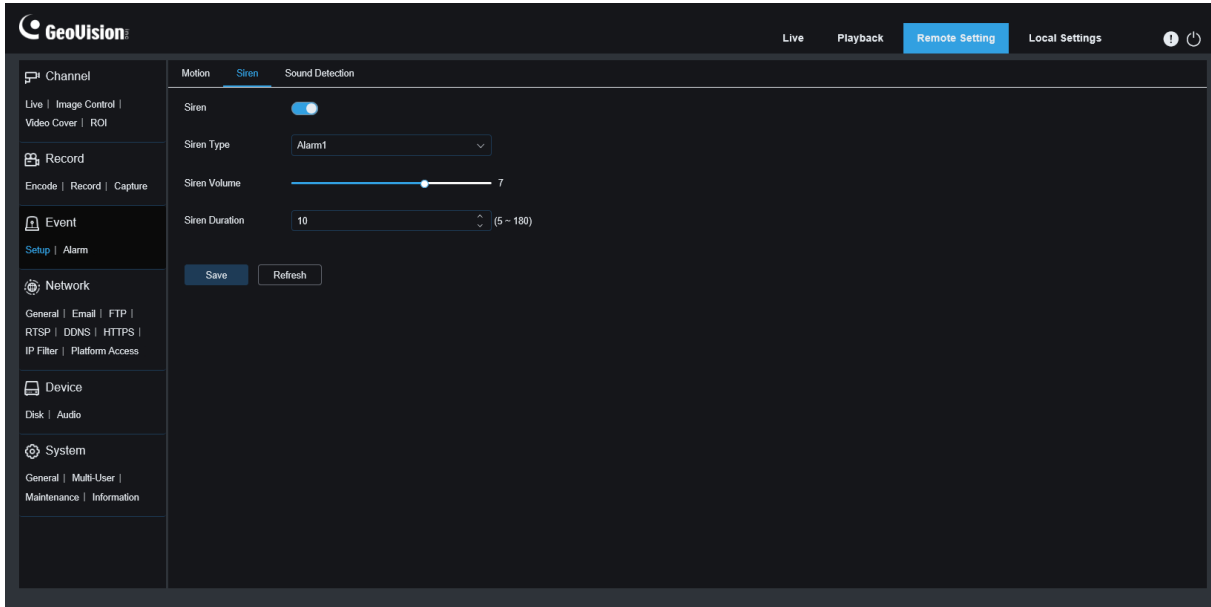 GeoVision
Live Playback Remote Setting Local Settings
Channel
Live | Image Control |
Video Cover | ROI
Record
Encode | Record | Capture
Event
Setup | Alarm
Network
General | Email | FTP |
RTSP | DDNS | HTTPS |
IP Filter | Platform Access
Device
Disk | Audio
System
General | Multi-User |
Maintenance | Information
Motion Siren Sound Detection
Siren
Siren Type Alarm1
Siren Volume 7
Siren Duration 10 (5 ~ 180)
Save Refresh